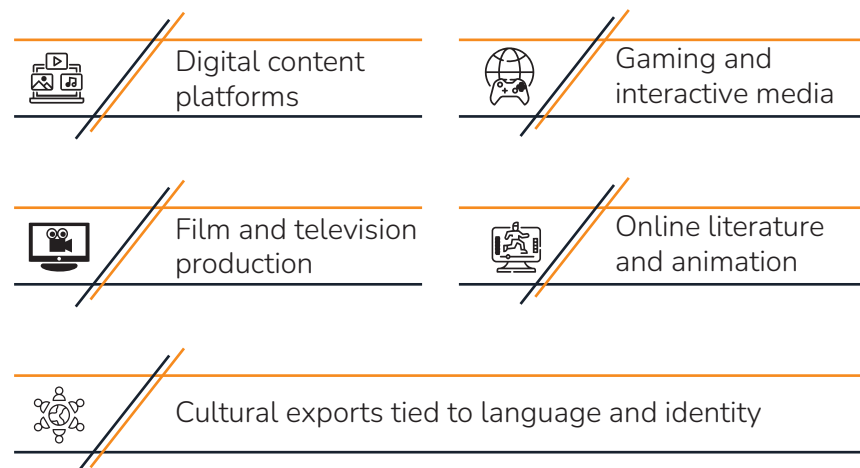 Digital content
platforms
Gaming and
interactive media
Film and television
production
Online literature
and animation
Cultural exports tied to language and identity